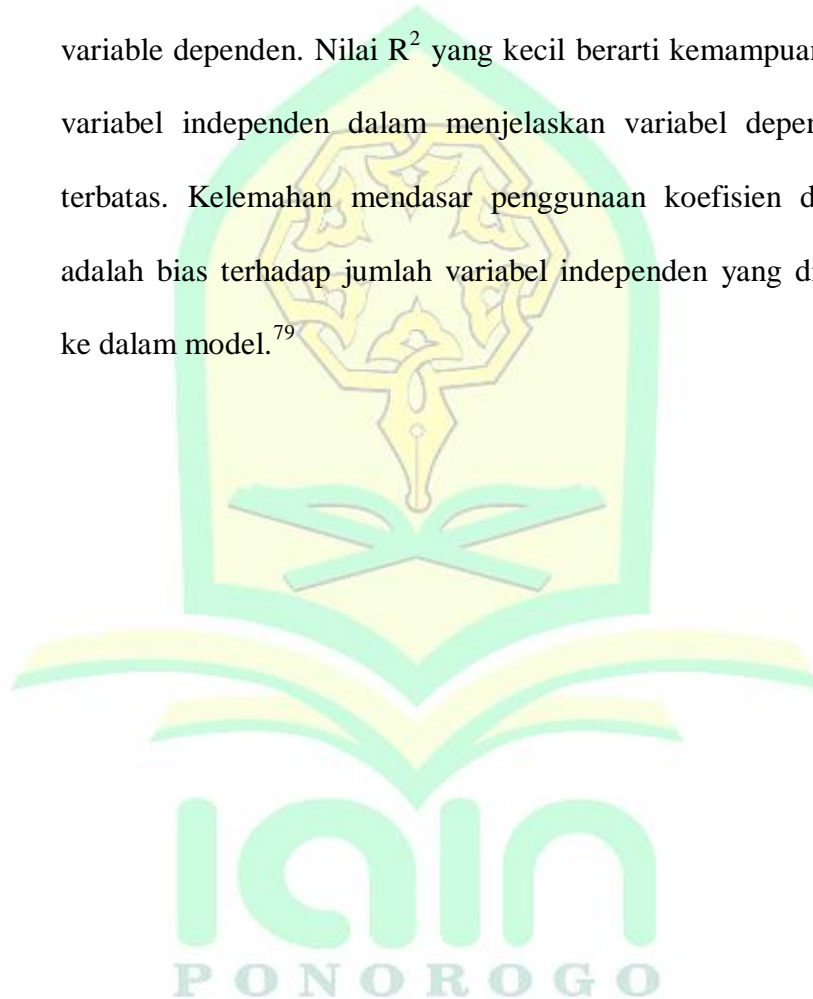 variable dependen. Nilai R² yang kecil berarti kemampuan
variabel independen dalam menjelaskan variabel
terbatas. Kelemahan mendasar penggunaan koefisien
adalah bias terhadap jumlah variabel independen yang
ke dalam model.⁷⁹
iain
PONOROGO